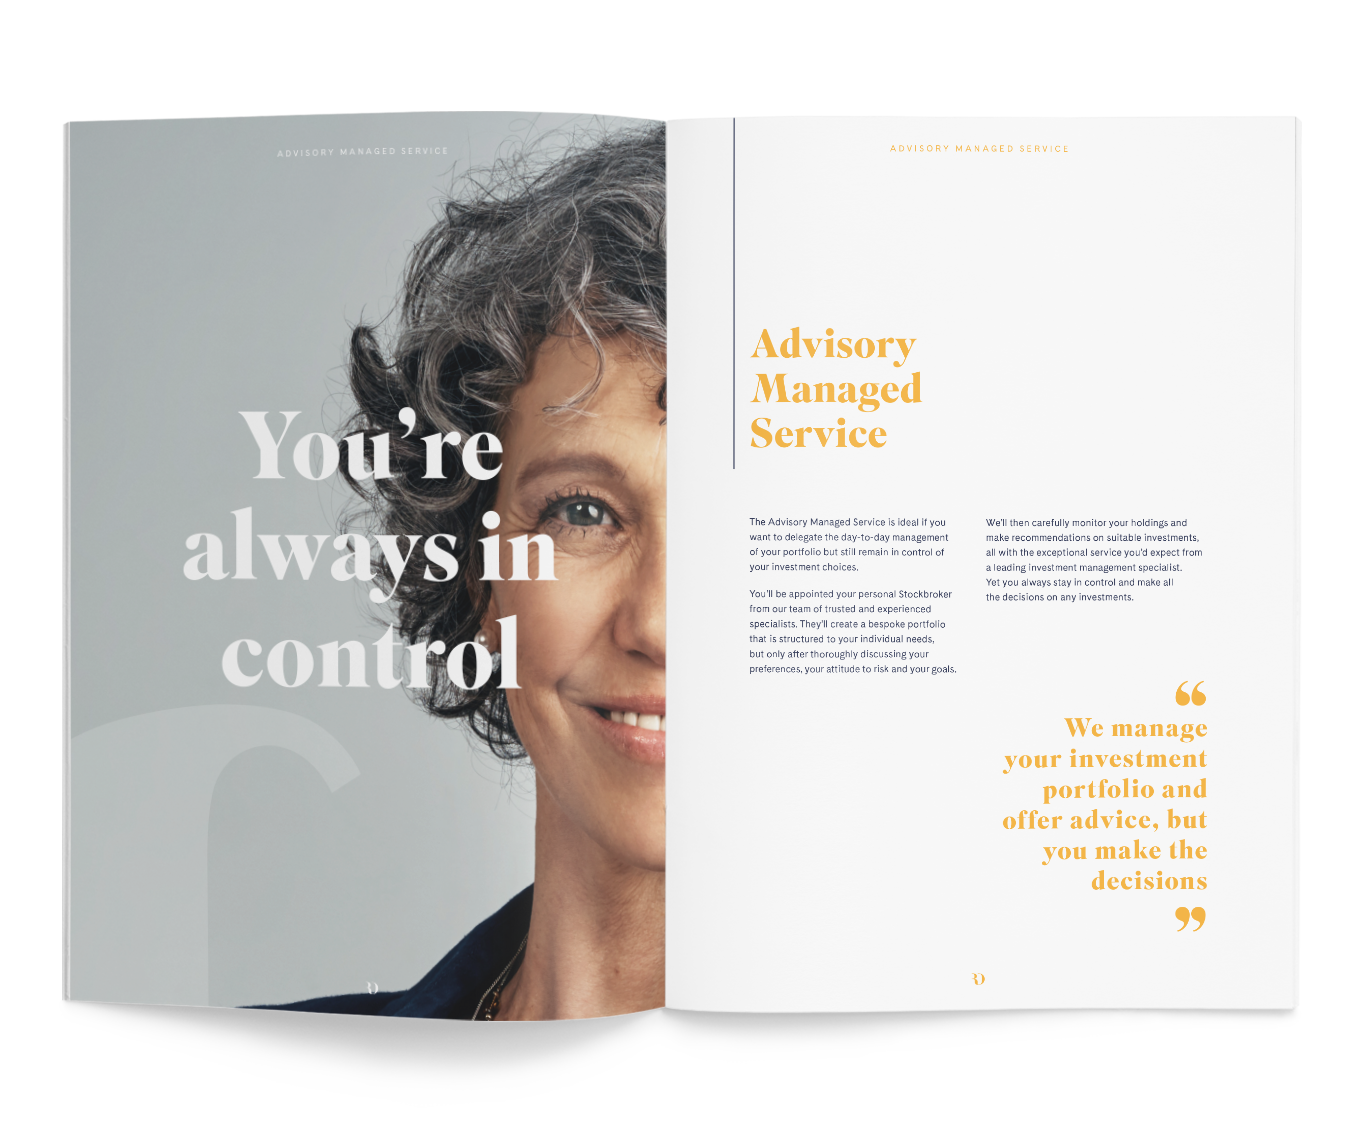 ADVISORY MANAGED SERVICE
You’re
always in
control
ADVISORY MANAGED SERVICE
Advisory
Managed
Service
The Advisory Managed Service is ideal if you
want to delegate the day-to-day management
of your portfolio but still remain in control of
your investment choices.
You’ll be appointed your personal Stockbroker
from our team of trusted and experienced
specialists. They’ll create a bespoke portfolio
that is structured to your individual needs,
but only after thoroughly discussing your
preferences, your attitude to risk and your goals.
We’ll then carefully monitor your holdings and
make recommendations on suitable investments,
all with the exceptional service you’d expect from
a leading investment management specialist.
Yet you always stay in control and make all
the decisions on any investments.
“
We manage
your investment
portfolio and
offer advice, but
you make the
decisions
”